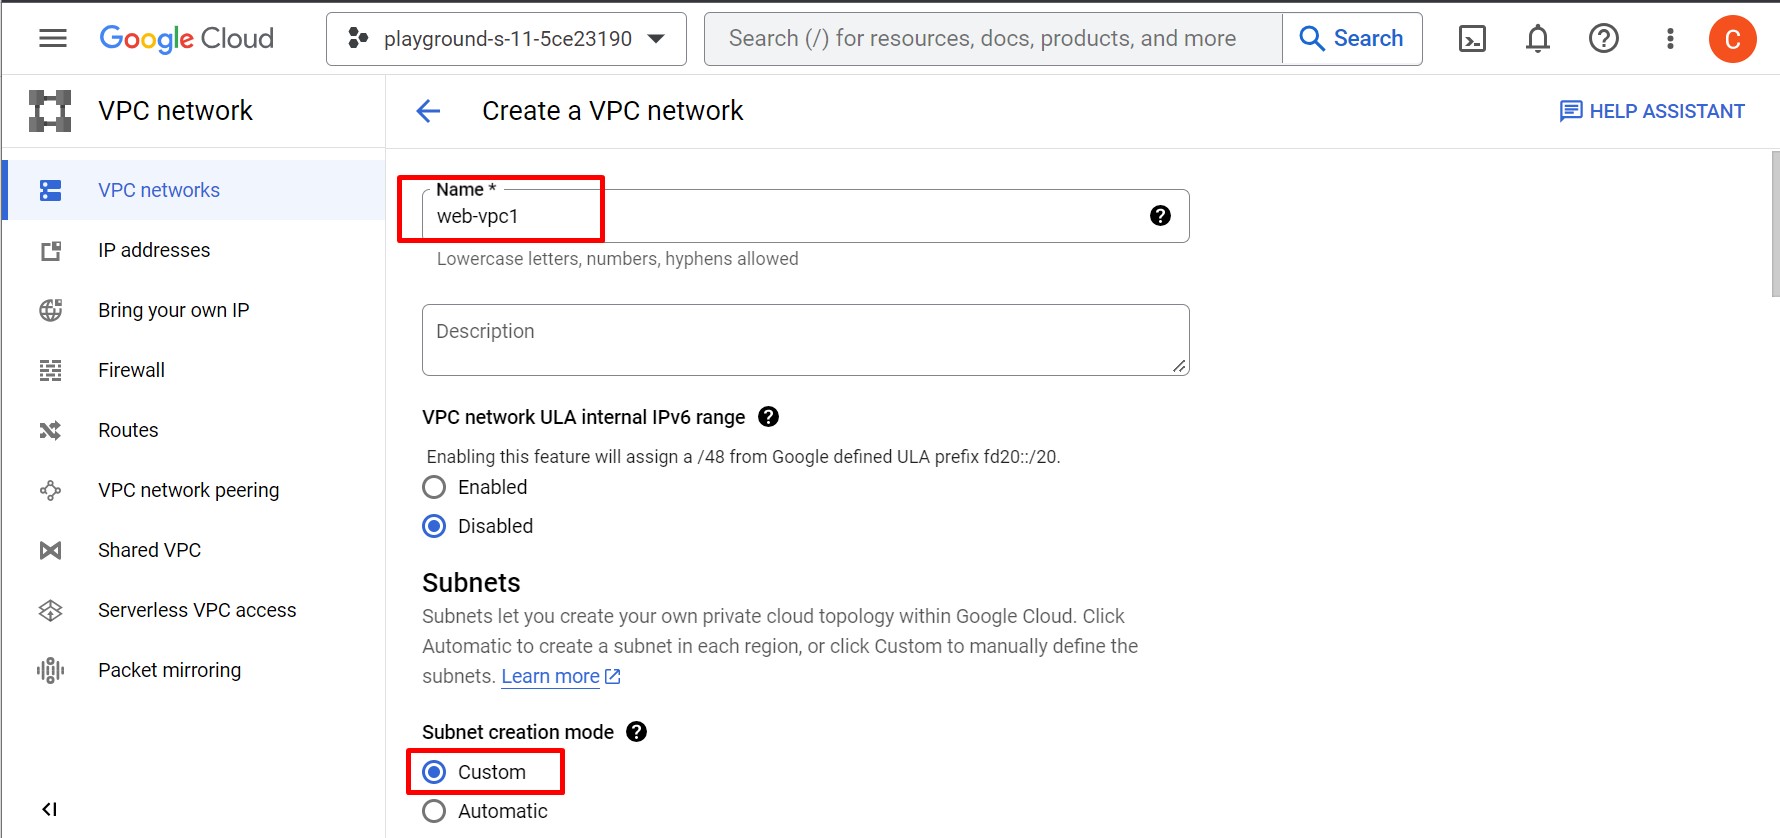 Google Cloud
playground-s-11-5ce23190
Search (/) for resources, docs, products, and more
Search
C
VPC network
Create a VPC network
HELP ASSISTANT
VPC networks
IP addresses
Bring your own IP
Firewall
Routes
VPC network peering
Shared VPC
Serverless VPC access
Packet mirroring
Name *
web-vpc1
Lowercase letters, numbers, hyphens allowed
Description
VPC network ULA internal IPv6 range
Enabling this feature will assign a /48 from Google defined ULA prefix fd20::/20.
Enabled
Disabled
Subnets
Subnets let you create your own private cloud topology within Google Cloud. Click
Automatic to create a subnet in each region, or click Custom to manually define the
subnets. Learn more
Subnet creation mode
Custom
Automatic